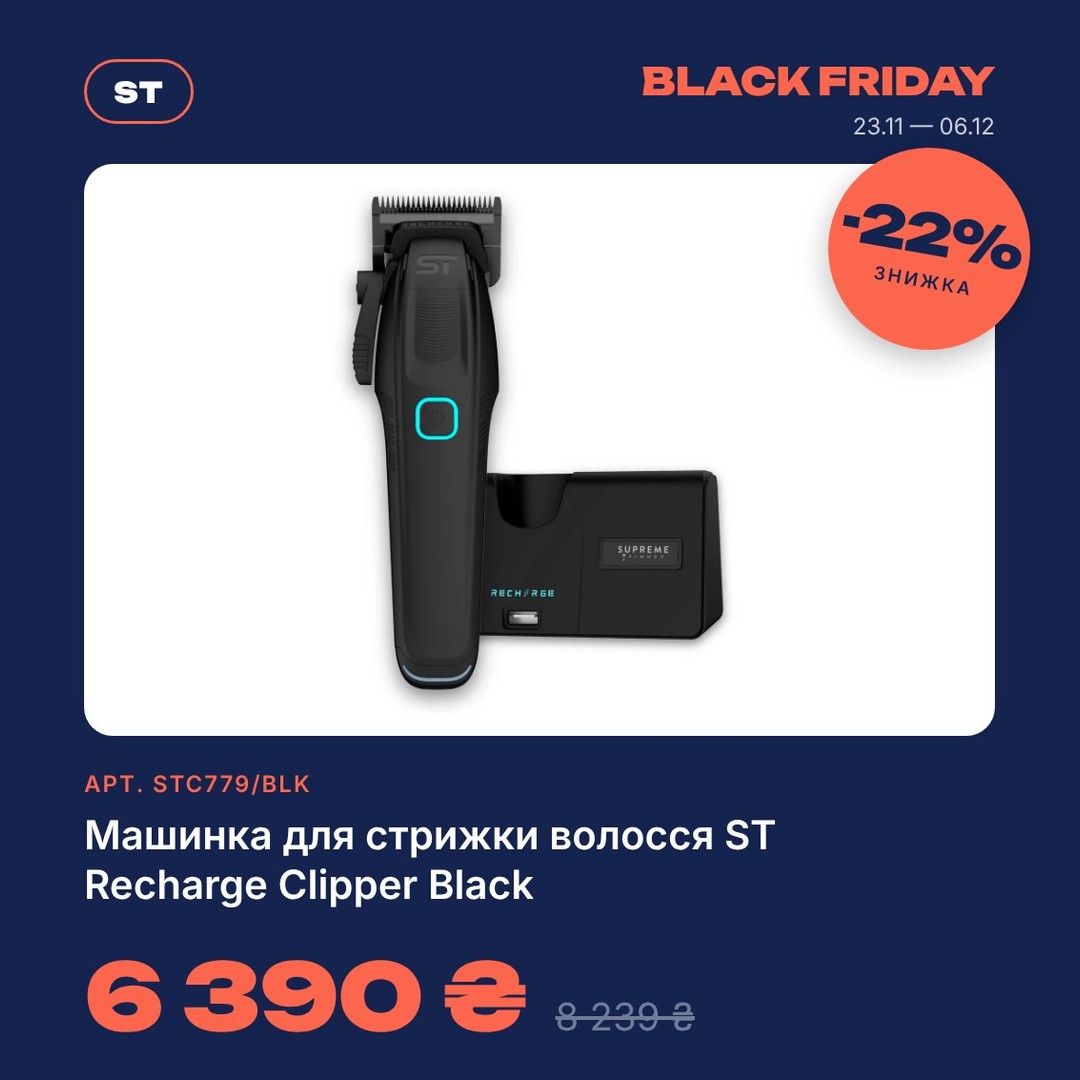 ST
BLACK FRIDAY
23.11 — 06.12
-22%
ЗНИЖКА
ST
SUPREME
TRIMMER
RECHARGE
АРТ. STC779/BLK
Машинка для стрижки волосся ST
Recharge Clipper Black
6 390 ₴
8 239 ₴